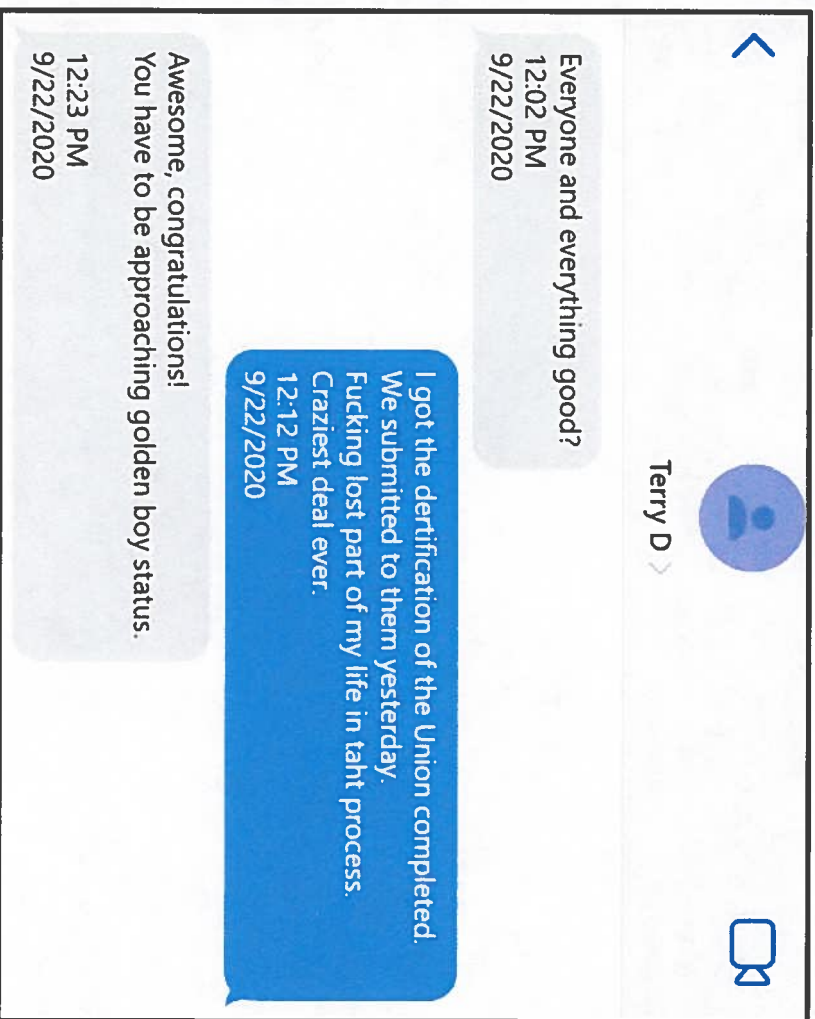 Terry D
Everyone and everything good?
12:02 PM
9/22/2020
I got the dertification of the Union completed.
We submitted to them yesterday.
Fucking lost part of my life in taht process.
Craziest deal ever.
12:12 PM
9/22/2020
Awesome, congratulations!
You have to be approaching golden boy status.
12:23 PM
9/22/2020